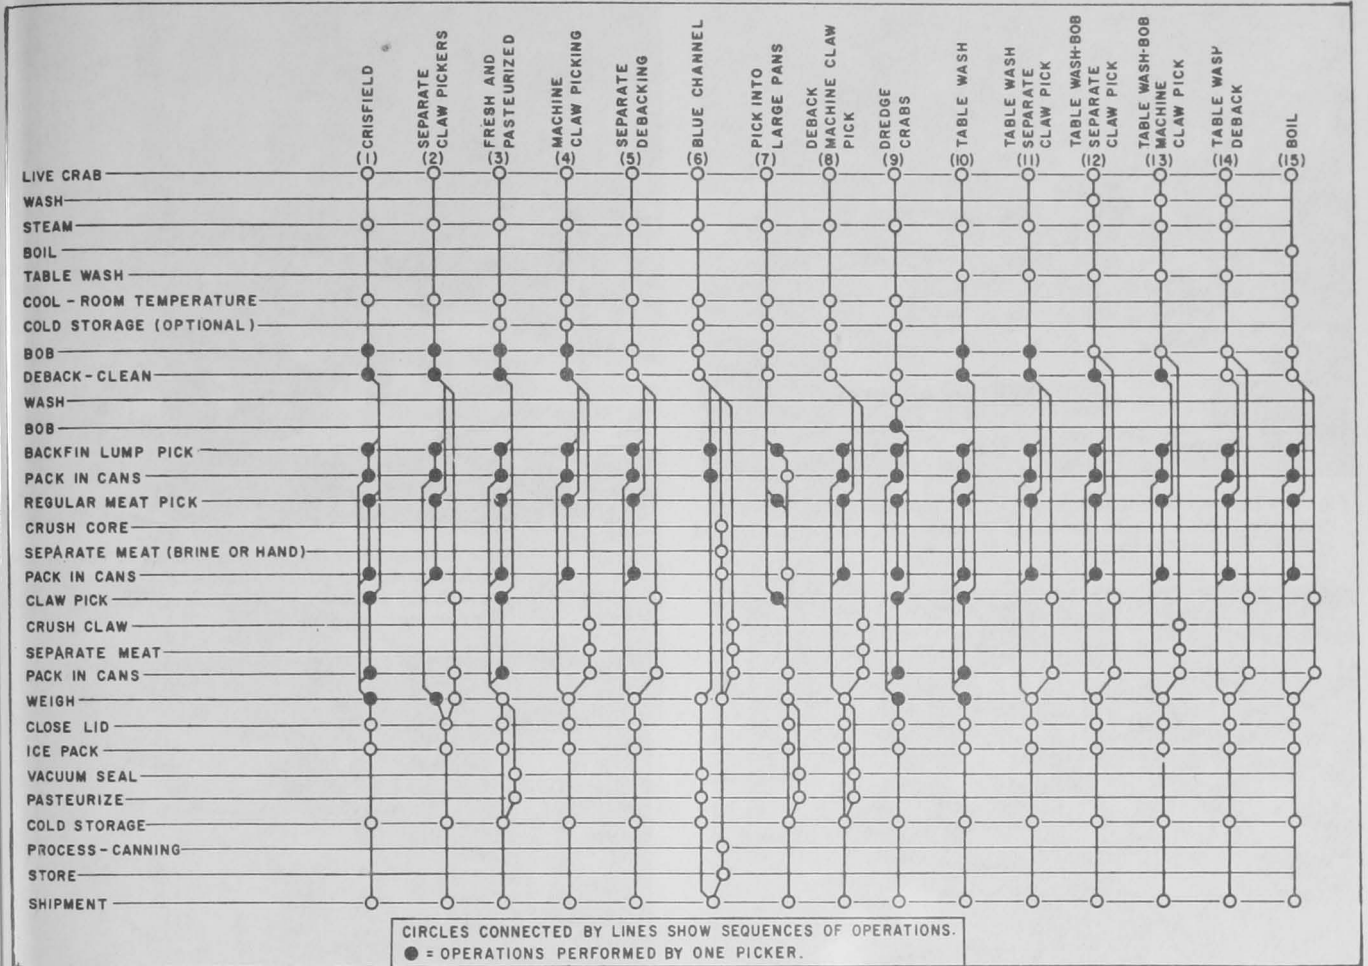 CRISFIELD
(1)
SEPARATE
CLAW PICKERS
(2)
FRESH AND
PASTEURIZED
(3)
MACHINE
CLAW PICKING
(4)
SEPARATE
DEBACKING
(5)
BLUE CHANNEL
(6)
PICK INTO
LARGE PANS
(7)
DEBACK
MACHINE CLAW
PICK
(8)
DREDGE
CRABS
(9)
TABLE WASH
(10)
TABLE WASH
SEPARATE
CLAW PICK
(11)
TABLE WASH-BOB
SEPARATE
CLAW PICK
(12)
TABLE WASH-BOB
MACHINE
CLAW PICK
(13)
TABLE WASH
DEBACK
(14)
BOIL
(15)
LIVE CRAB
WASH
STEAM
BOIL
TABLE WASH
COOL - ROOM TEMPERATURE
COLD STORAGE (OPTIONAL)
BOB
DEBACK - CLEAN
WASH
BOB
BACKFIN LUMP PICK
PACK IN CANS
REGULAR MEAT PICK
CRUSH CORE
SEPARATE MEAT (BRINE OR HAND)
PACK IN CANS
CLAW PICK
CRUSH CLAW
SEPARATE MEAT
PACK IN CANS
WEIGH
CLOSE LID
ICE PACK
VACUUM SEAL
PASTEURIZE
COLD STORAGE
PROCESS - CANNING
STORE
SHIPMENT
CIRCLES CONNECTED BY LINES SHOW SEQUENCES OF OPERATIONS.
● = OPERATIONS PERFORMED BY ONE PICKER.